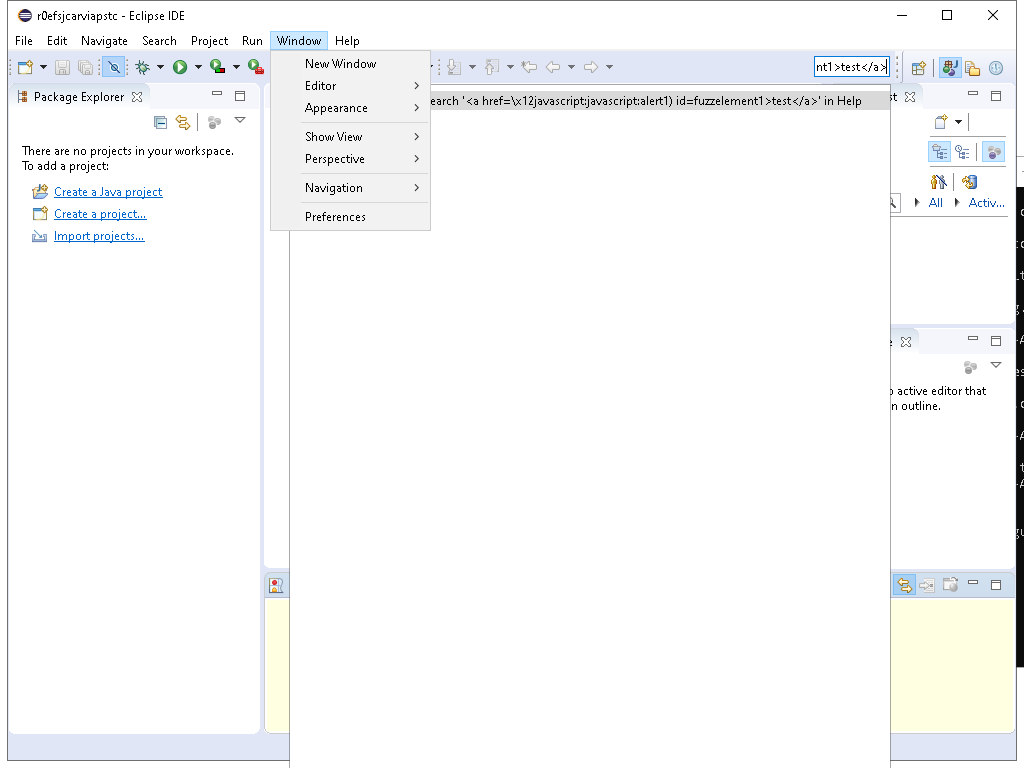 r0efsjcarviapstc - Eclipse IDE
File Edit Navigate Search Project Run Window Help
nt1>test</a>
New Window
Editor
Appearance
Show View
Perspective
Navigation
Preferences
earch '<a href=\x12javascript:javascript:alert1) id=fuzzelement1>test</a>' in Help
Package Explorer
There are no projects in your workspace.
To add a project:
Create a Java project
Create a project...
Import projects...
st
All Activ...
active editor that
n outline.